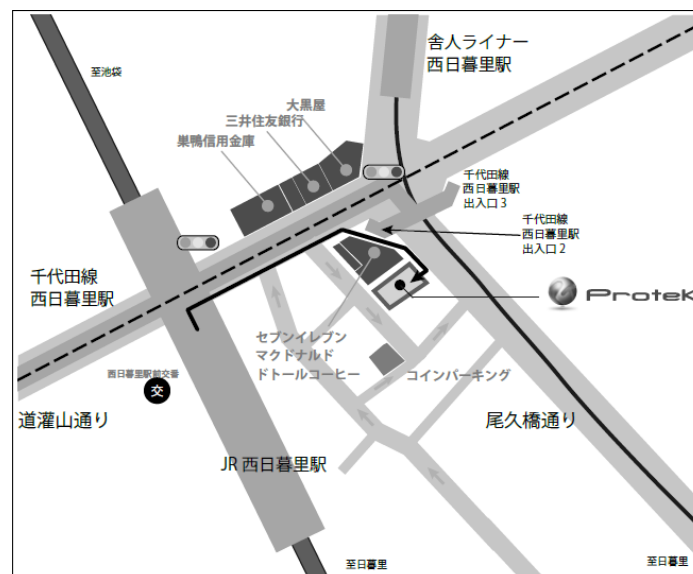 舎人ライナー
西日暮里駅
至池袋
大黒屋
三井住友銀行
巣鴨信用金庫
千代田線
西日暮里駅
出入口 3
千代田線
西日暮里駅
出入口 2
千代田線
西日暮里駅
Protek
セブンイレブン
マクドナルド
ドトールコーヒー
西日暮里駅前交番
交
コインパーキング
道灌山通り
尾久橋通り
JR 西日暮里駅
至日暮里
至日暮里